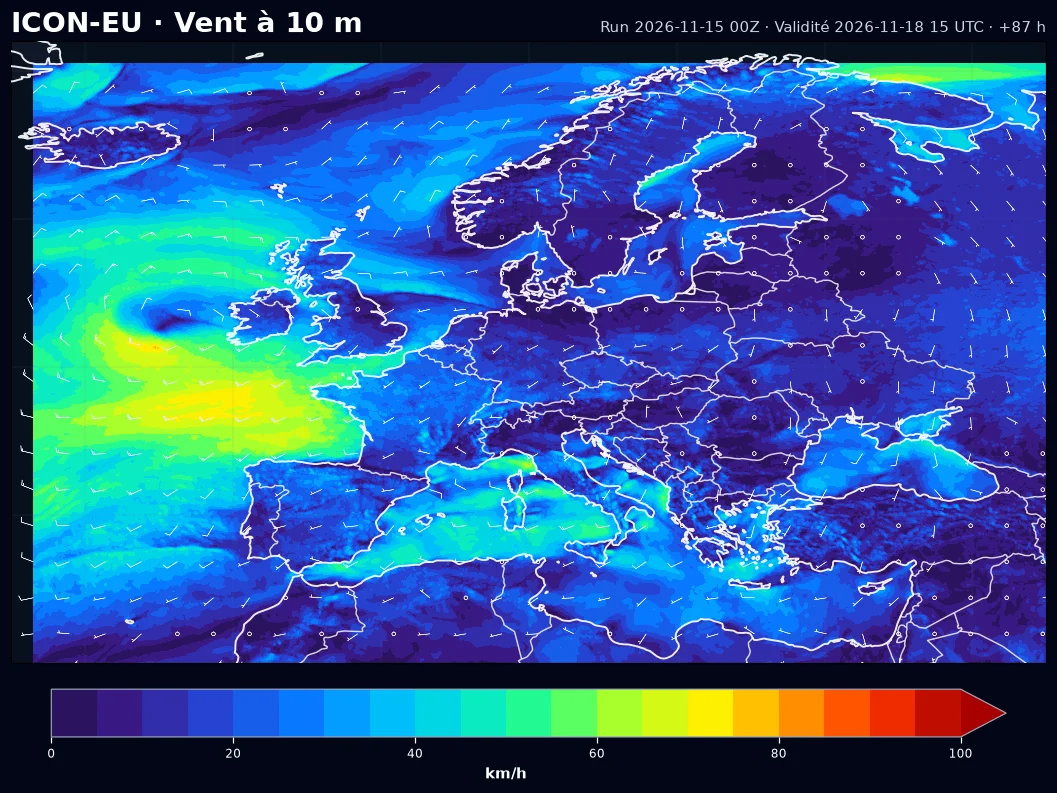 ICON-EU · Vent à 10 m
Run 2026-11-15 00Z · Validité 2026-11-18 15 UTC · +87 h
0 20 40 60 80 100
km/h